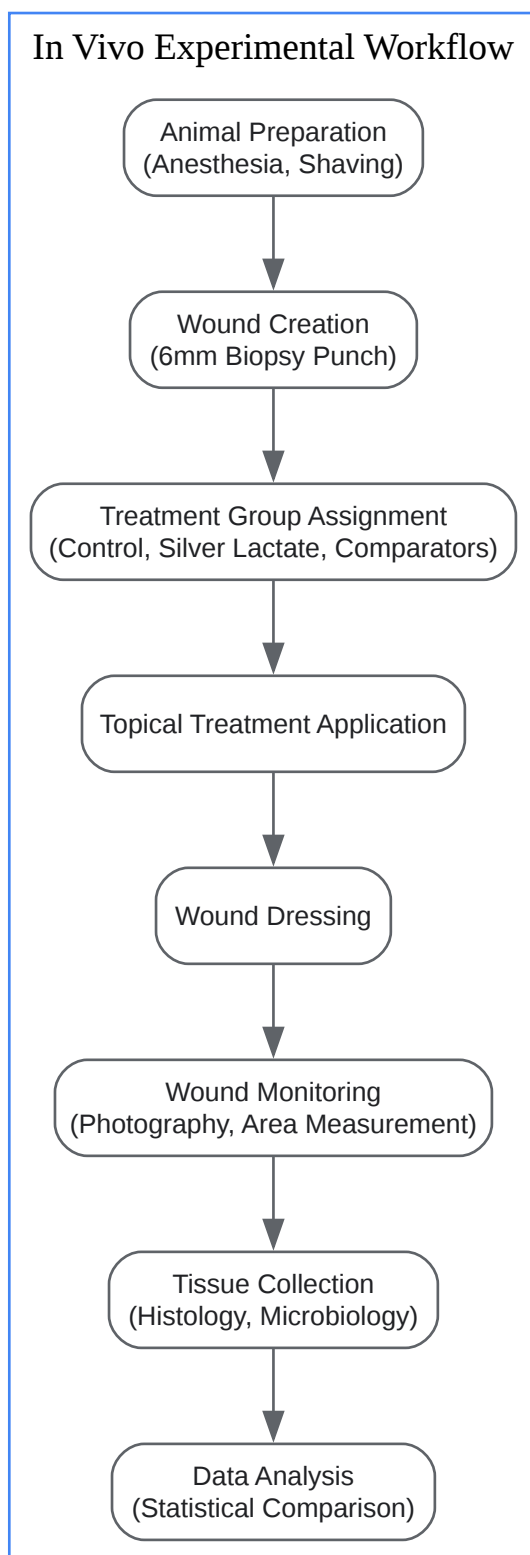 In Vivo Experimental Workflow
Animal Preparation
(Anesthesia, Shaving)
Wound Creation
(6mm Biopsy Punch)
Treatment Group Assignment
(Control, Silver Lactate, Comparators)
Topical Treatment Application
Wound Dressing
Wound Monitoring
(Photography, Area Measurement)
Tissue Collection
(Histology, Microbiology)
Data Analysis
(Statistical Comparison)